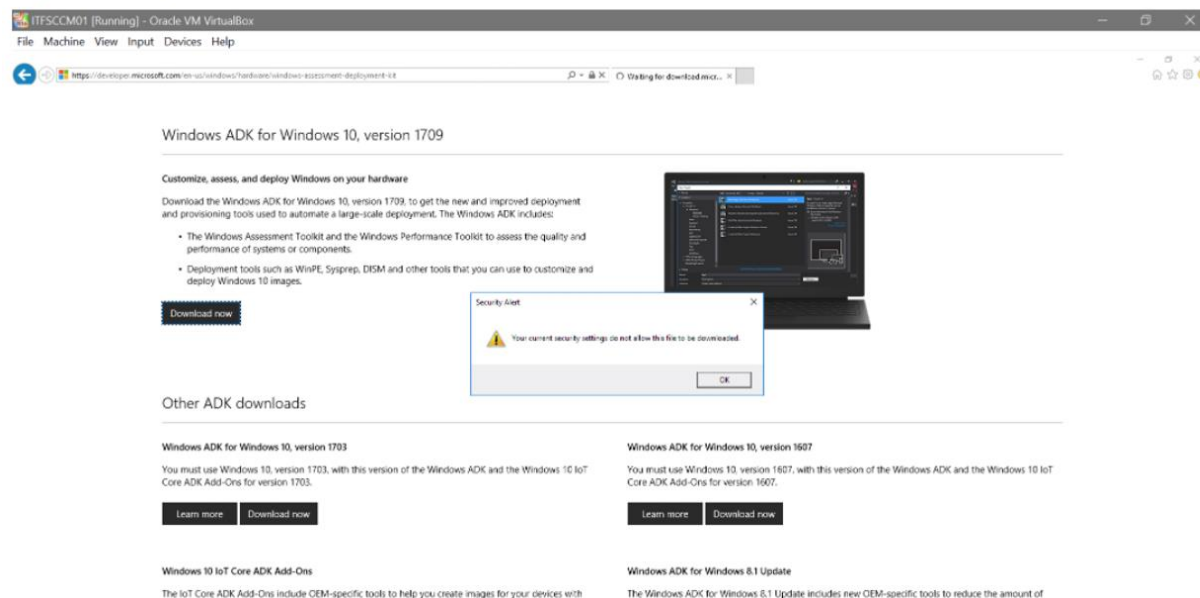 ITFSCCM01 [Running] - Oracle VM VirtualBox
File Machine View Input Devices Help
https://developer.microsoft.com/en-us/windows/hardware/windows-assessment-deployment-kit
Waiting for download.micr...
Windows ADK for Windows 10, version 1709
Customize, assess, and deploy Windows on your hardware
Download the Windows ADK for Windows 10, version 1709, to get the new and improved deployment
and provisioning tools used to automate a large-scale deployment. The Windows ADK includes:
• The Windows Assessment Toolkit and the Windows Performance Toolkit to assess the quality and
performance of systems or components.
• Deployment tools such as WinPE, Sysprep, DISM and other tools that you can use to customize and
deploy Windows 10 images.
Download now
Security Alert
Your current security settings do not allow this file to be downloaded.
OK
Other ADK downloads
Windows ADK for Windows 10, version 1703
You must use Windows 10, version 1703, with this version of the Windows ADK and the Windows 10 IoT
Core ADK Add-Ons for version 1703.
Learn more Download now
Windows ADK for Windows 10, version 1607
You must use Windows 10, version 1607, with this version of the Windows ADK and the Windows 10 IoT
Core ADK Add-Ons for version 1607.
Learn more Download now
Windows 10 IoT Core ADK Add-Ons
The IoT Core ADK Add-Ons include OEM-specific tools to help you create images for your devices with
Windows ADK for Windows 8.1 Update
The Windows ADK for Windows 8.1 Update includes new OEM-specific tools to reduce the amount of